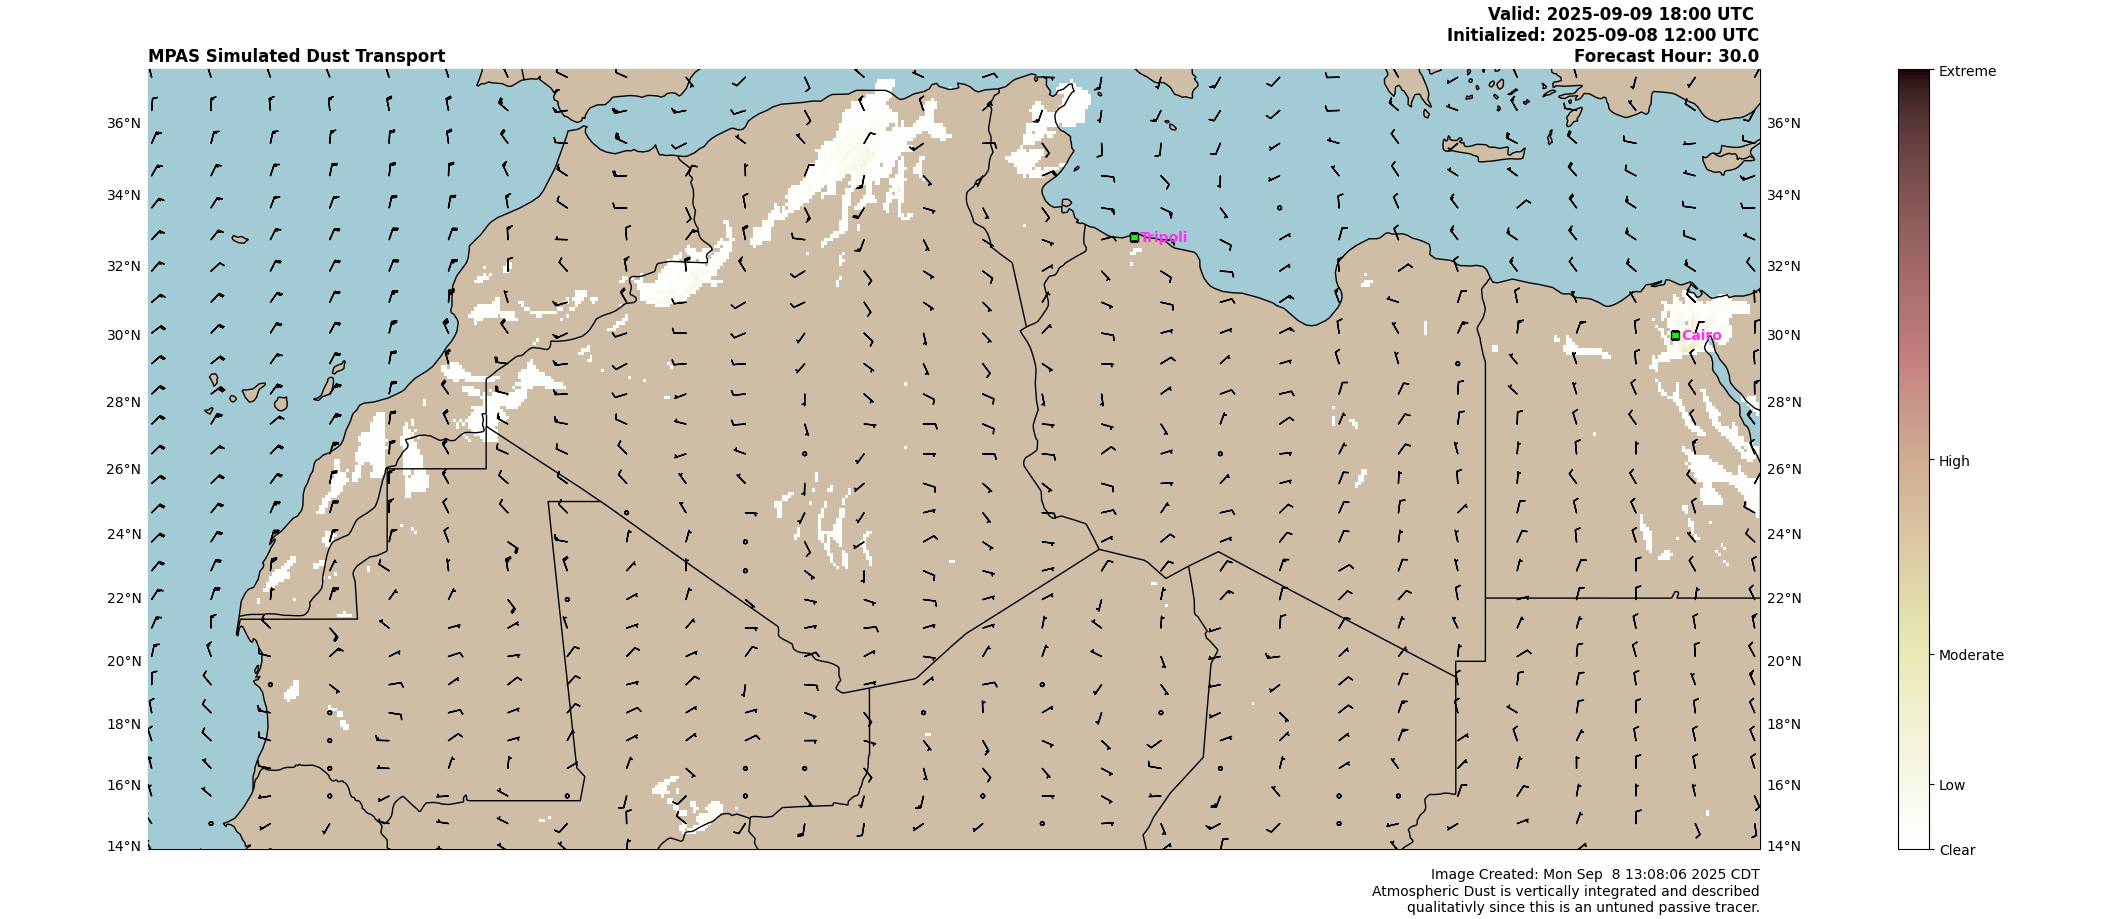 Valid: 2025-09-09 18:00 UTC
Initialized: 2025-09-08 12:00 UTC
MPAS Simulated Dust Transport
Forecast Hour: 30.0
Extreme
36°N
36°N
34°N
34°N
Tripoli
32°N
32°N
30°N
Cairo
30°N
28°N
28°N
26°N
26°N
High
24°N
24°N
22°N
22°N
20°N
20°N
Moderate
18°N
18°N
16°N
16°N
Low
14°N
14°N
Clear
Image Created: Mon Sep  8 13:08:06 2025 CDT
Atmospheric Dust is vertically integrated and described
qualitativly since this is an untuned passive tracer.